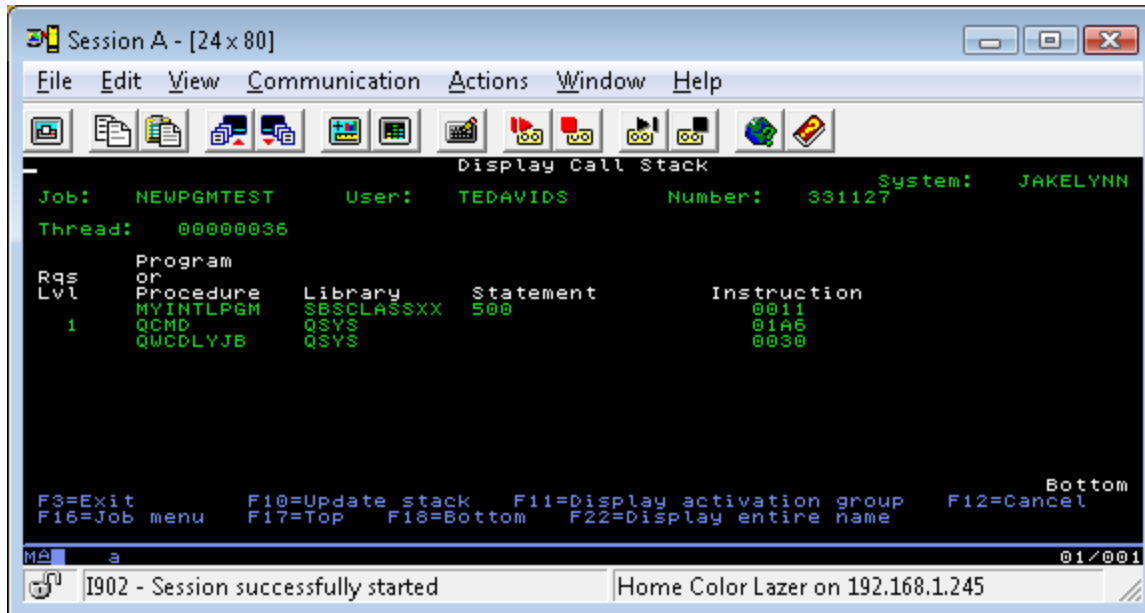 Session A - [24 x 80]
File Edit View Communication Actions Window Help
Display Call Stack
System: JAKELYNN
Job: NEWPGMTEST User: TEDAVIDS Number: 331127
Thread: 00000036
Program
Rqs or
Lvl Procedure Library Statement Instruction
MYINTLPGM SBSCLASSXX 500 0011
1 QCMD QSYS 01A6
QWCDLYJB QSYS 0030
Bottom
F3=Exit F10=Update stack F11=Display activation group F12=Cancel
F16=Job menu F17=Top F18=Bottom F22=Display entire name
MA a 01/001
I902 - Session successfully started Home Color Lazer on 192.168.1.245